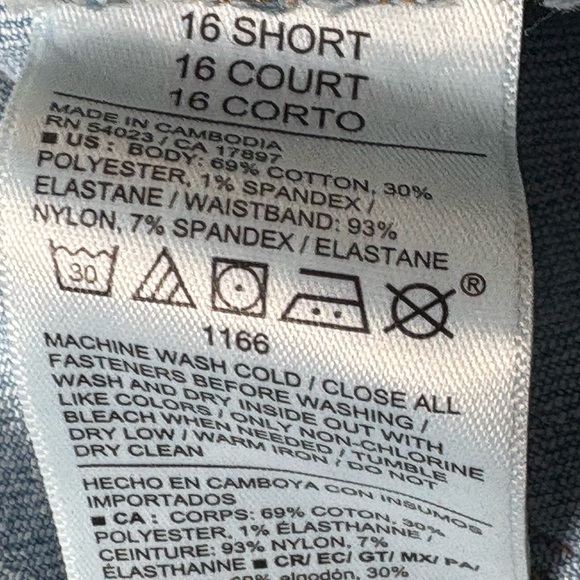 16 SHORT
16 COURT
16 CORTO
MADE IN CAMBODIA
RN 54023 / CA 17897
■ US : BODY: 69% COTTON, 30%
POLYESTER, 1% SPANDEX /
ELASTANE / WAISTBAND: 93%
NYLON, 7% SPANDEX / ELASTANE
30 ®
1166
MACHINE WASH COLD / CLOSE ALL
FASTENERS BEFORE WASHING /
WASH AND DRY INSIDE OUT WITH
LIKE COLORS / ONLY NON-CHLORINE
BLEACH WHEN NEEDED / TUMBLE
DRY LOW / WARM IRON / DO NOT
DRY CLEAN
HECHO EN CAMBOYA CON INSUMOS
IMPORTADOS
■ CA : CORPS: 69% COTON, 30%
POLYESTER, 1% ÉLASTHANNE /
CEINTURE: 93% NYLON, 7%
ÉLASTHANNE ■ CR/ EC/ GT/ MX/ PA/
algodón, 30%